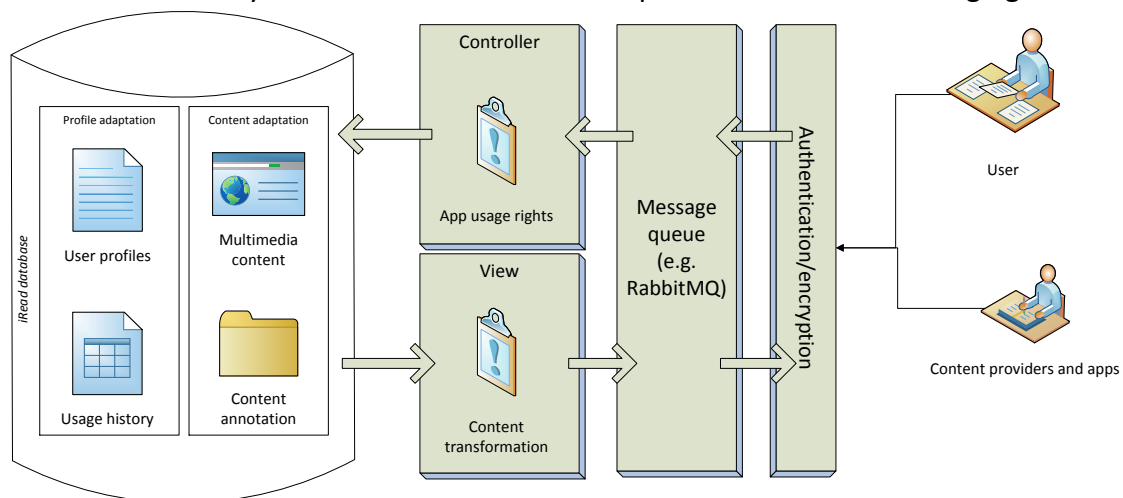 Controller
App usage rights
View
Content
transformation
Message
queue
(e.g.
RabbitMQ)
Authentication/encryption
User
Content providers and apps
iRead database
Profile adaptation
User profiles
Usage history
Content adaptation
Multimedia
content
Content
annotation